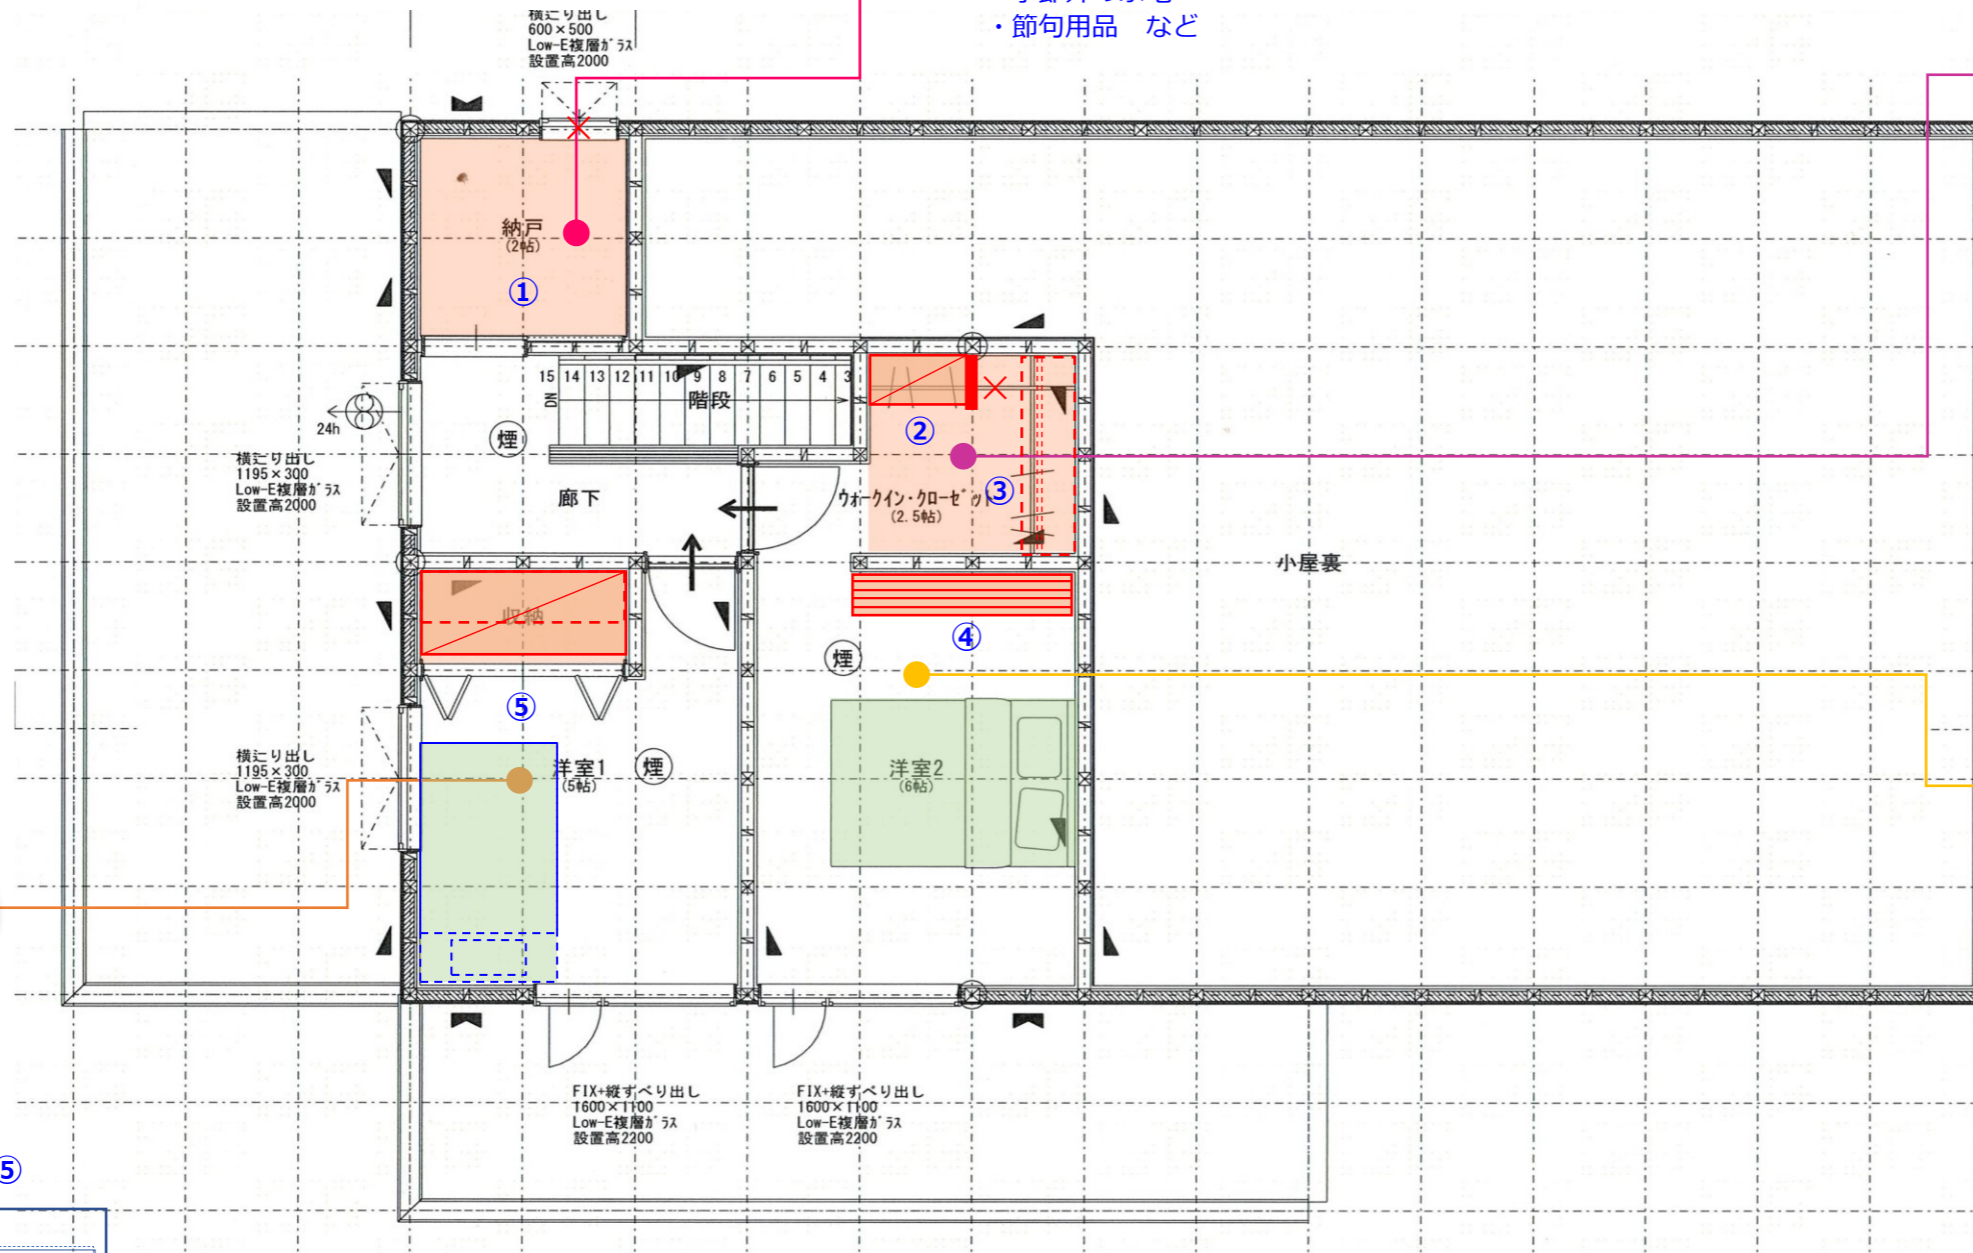 ・節句用品　など
横辷り出し
600×500
Low-E複層ｶﾞﾗｽ
設置高2000
納戸
(2帖)
①
15 14 13 12 11 10 9 8 7 6 5 4 3
DN
階段
②
24h
煙
横辷り出し
1195×300
Low-E複層ｶﾞﾗｽ
設置高2000
廊下
ｳｫｰｸｲﾝ・ｸﾛｰｾﾞｯﾄ
(2.5帖)
③
小屋裏
収納
④
煙
⑤
横辷り出し
1195×300
Low-E複層ｶﾞﾗｽ
設置高2000
洋室1
(5帖)
煙
洋室2
(6帖)
FIX+縦すべり出し
1600×1100
Low-E複層ｶﾞﾗｽ
設置高2200
FIX+縦すべり出し
1600×1100
Low-E複層ｶﾞﾗｽ
設置高2200
⑤